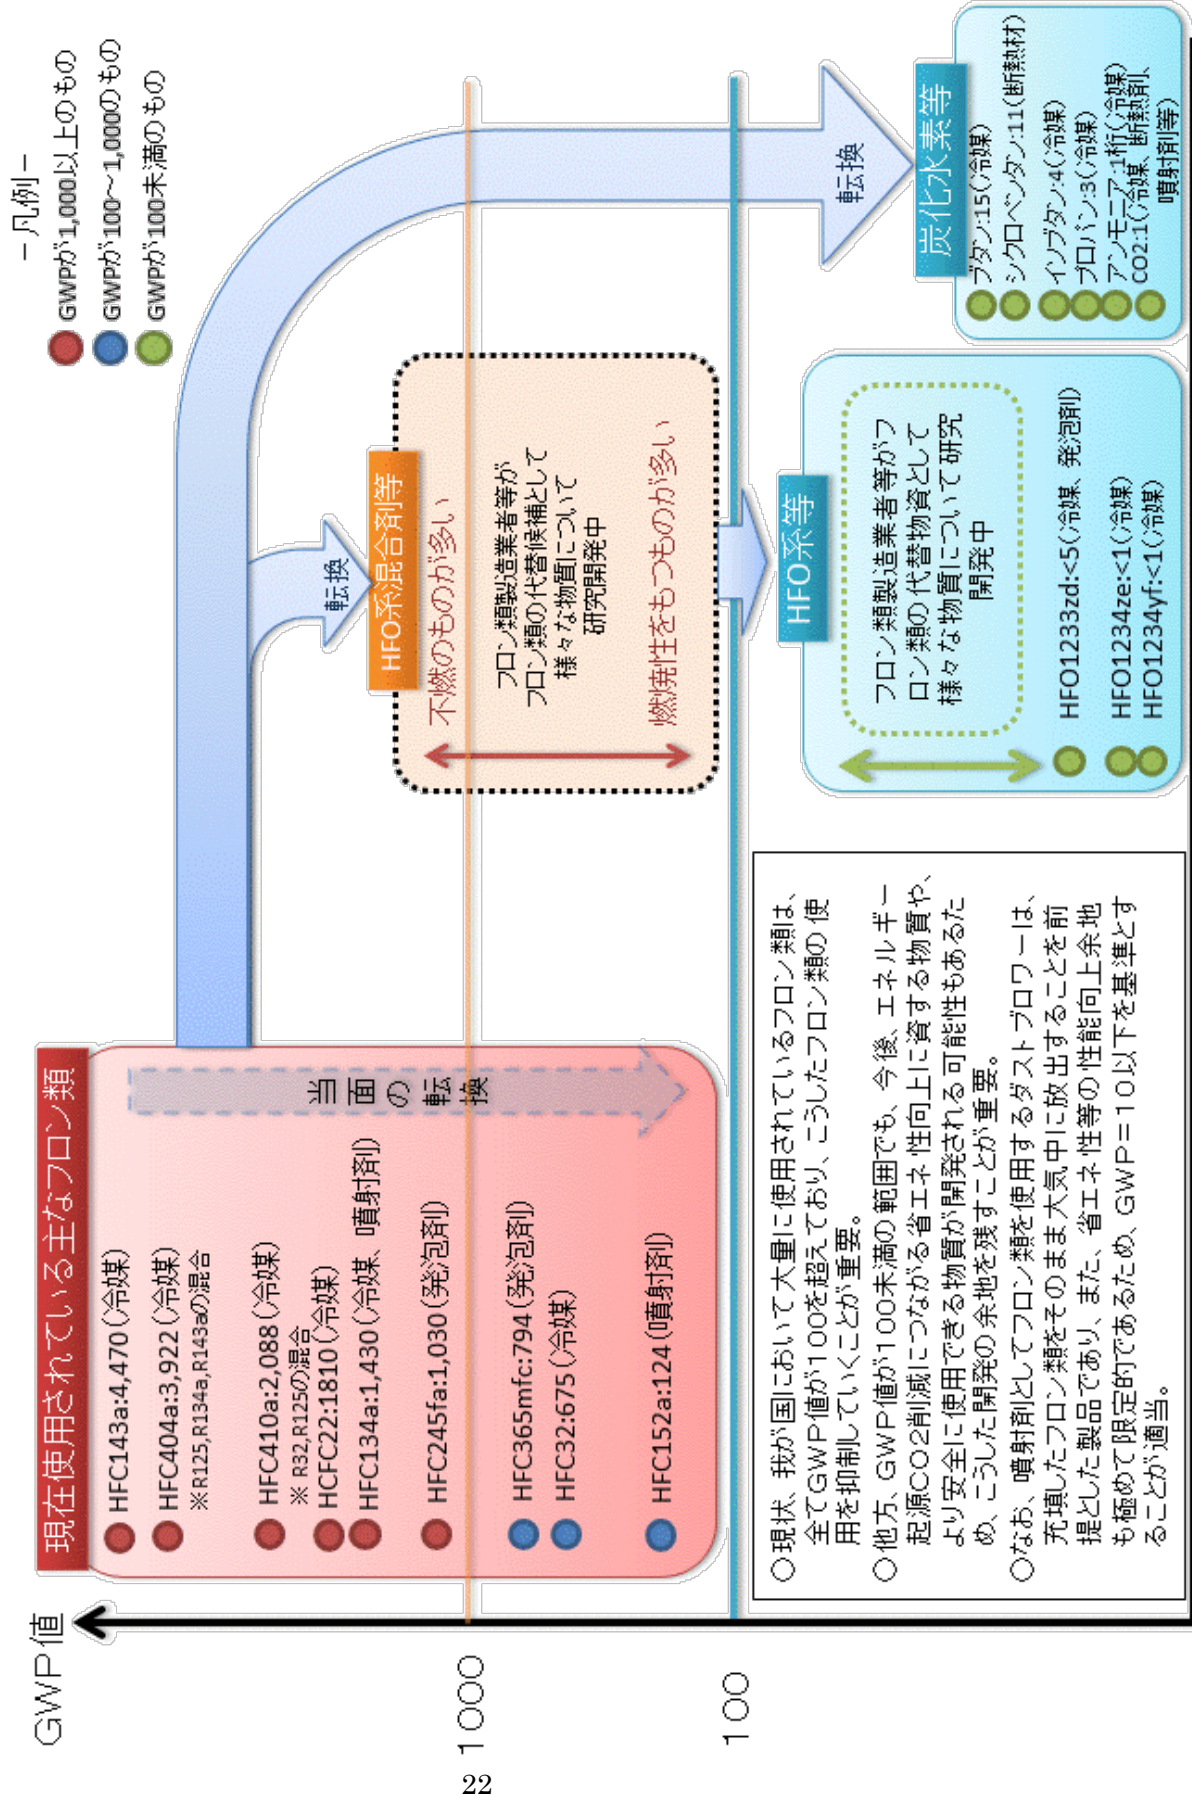 GWP値
1000
100
現在使用されている主なフロン類
HFC143a:4,470(冷媒)
HFC404a:3,922(冷媒)
※R125,R134a,R143aの混合
HFC410a:2,088(冷媒)
※ R32,R125の混合
HCFC22:1810(冷媒)
HFC134a:1,430(冷媒、噴射剤)
HFC245fa:1,030(発泡剤)
HFC365mfc:794(発泡剤)
HFC32:675(冷媒)
HFC152a:124(噴射剤)
当面の転換
－凡例－
GWPが1,000以上のもの
GWPが100～1,000のもの
GWPが100未満のもの
転換
HFO系混合剤等
不燃のものが多い
フロン類製造業者等が
フロン類の代替候補として
様々な物質について
研究開発中
燃焼性をもつものが多い
HFO系等
フロン類製造業者等がフ
ロン類の代替物資として
様々な物質について研究
開発中
HFO1233zd:<5(冷媒、発泡剤)
HFO1234ze:<1(冷媒)
HFO1234yf:<1(冷媒)
転換
炭化水素等
ブタン:15(冷媒)
シクロペンタン:11(断熱材)
イソブタン:4(冷媒)
プロパン:3(冷媒)
アンモニア:1桁(冷媒)
CO2:1(冷媒、断熱剤、
噴射剤等)
○現状、我が国において大量に使用されているフロン類は、
全てGWP値が100を超えており、こうしたフロン類の使
用を抑制していくことが重要。
○他方、GWP値が100未満の範囲でも、今後、エネルギー
起源CO2削減につながる省エネ性向上に資する物質や、
より安全に使用できる物質が開発される可能性もあるた
め、こうした開発の余地を残すことが重要。
○なお、噴射剤としてフロン類を使用するダストブロワーは、
充填したフロン類をそのまま大気中に放出することを前
提とした製品であり、また、省エネ性等の性能向上余地
も極めて限定的であるため、GWP=10以下を基準とす
ることが適当。
22